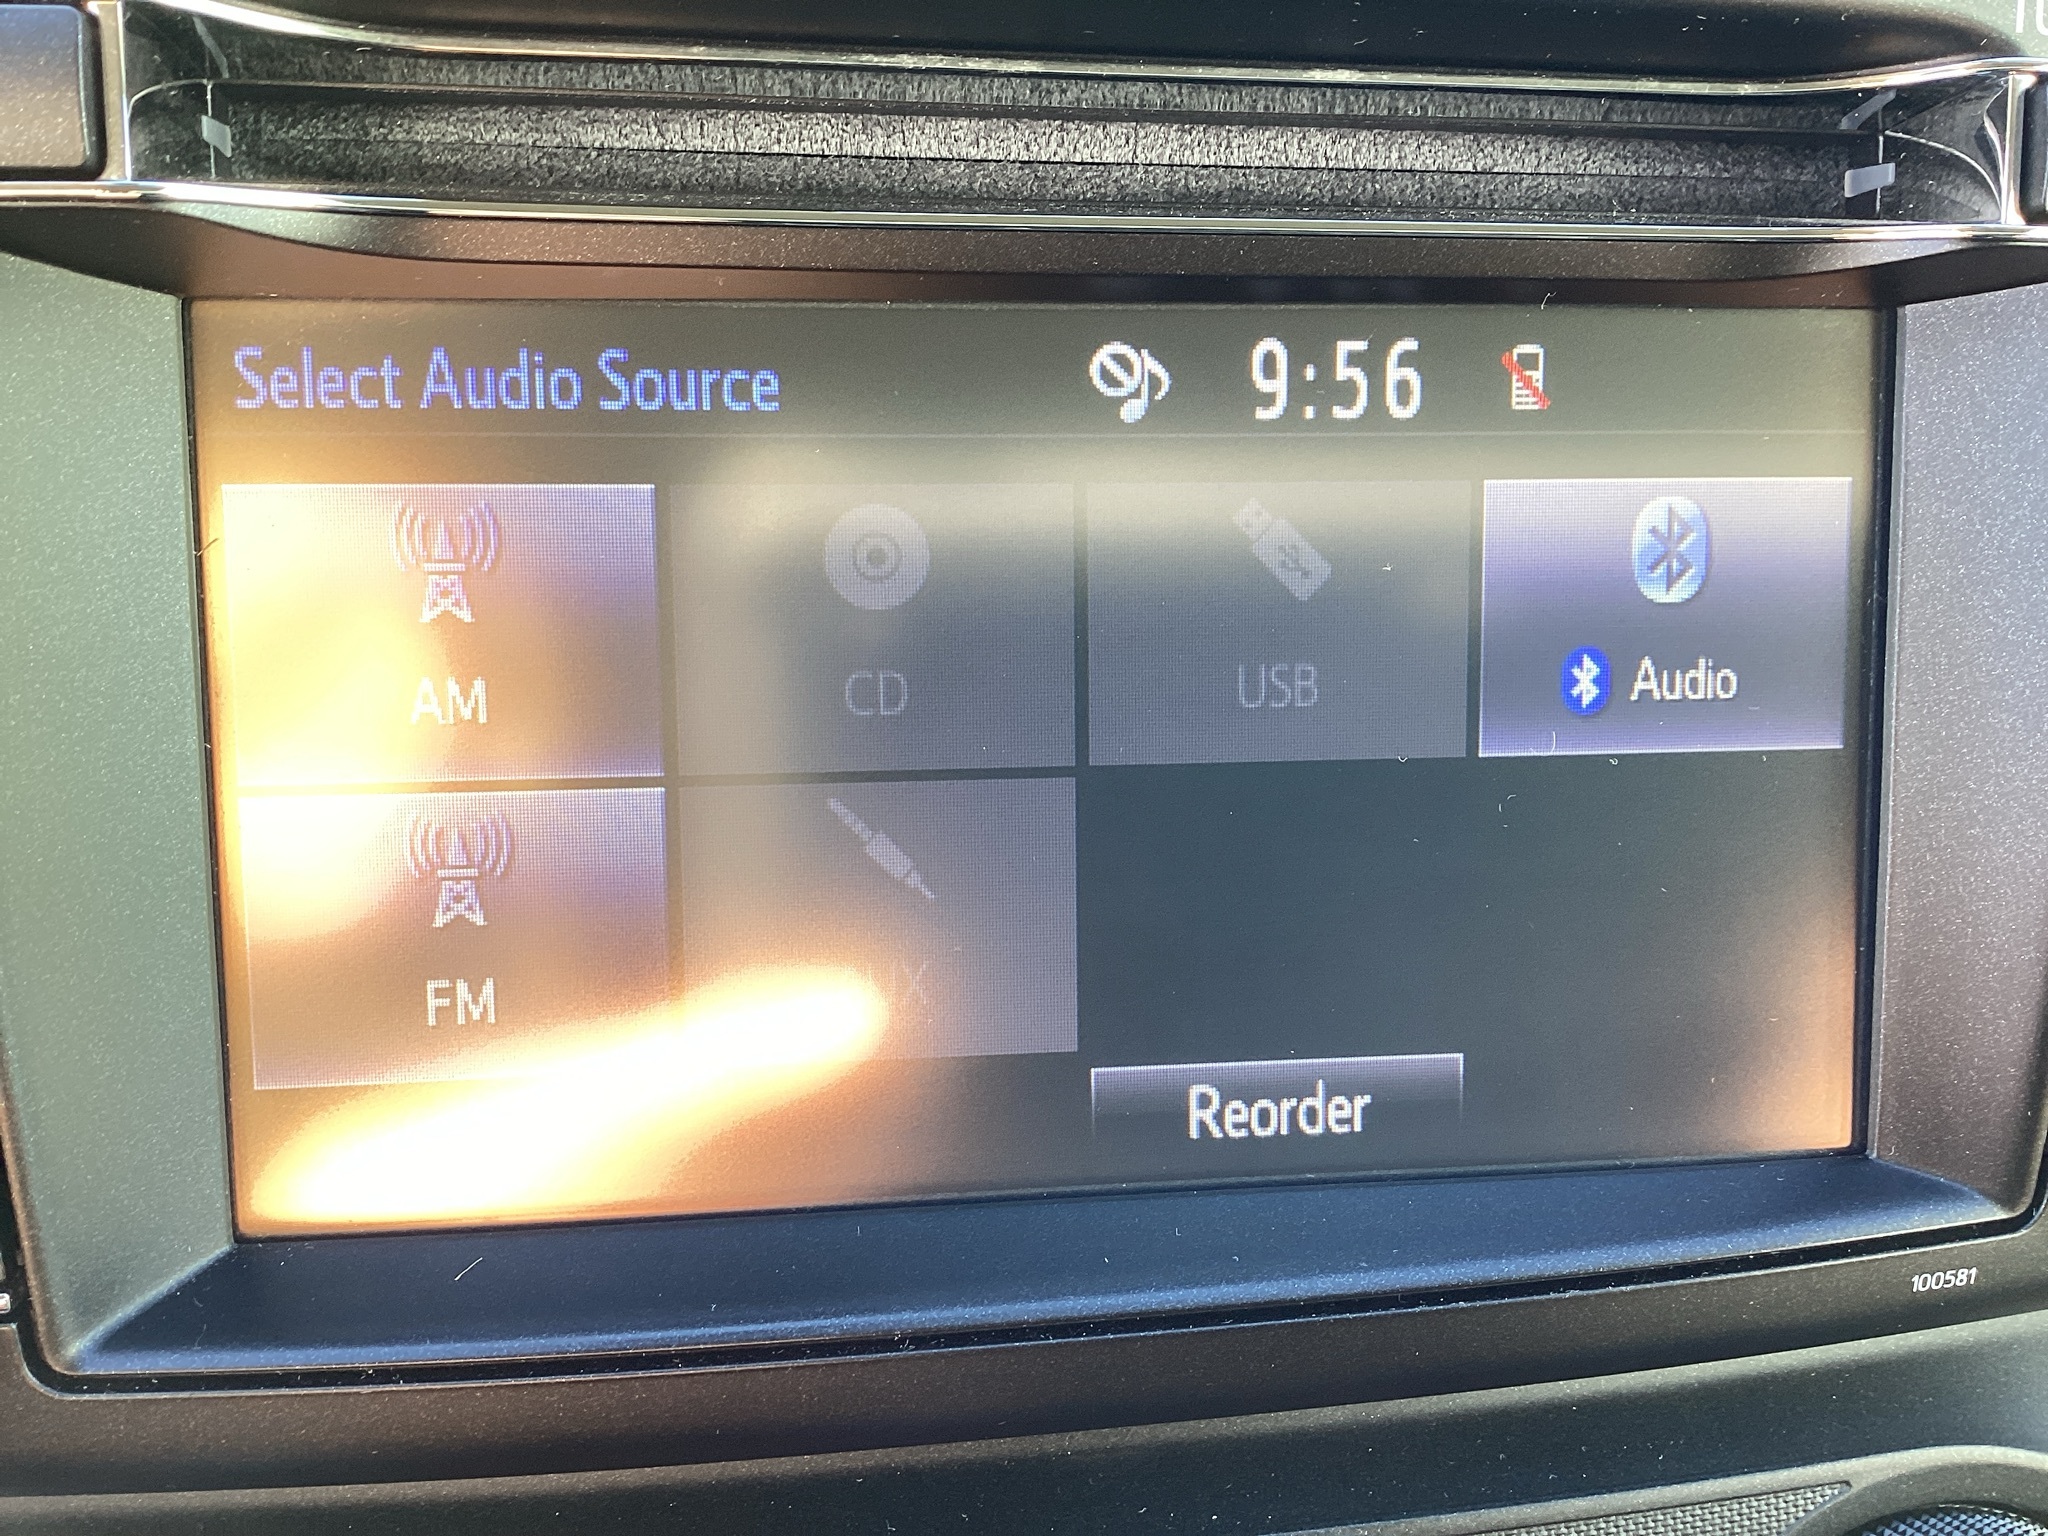 Select Audio Source
9:56
AM
CD
USB
Audio
FM
Reorder
100581